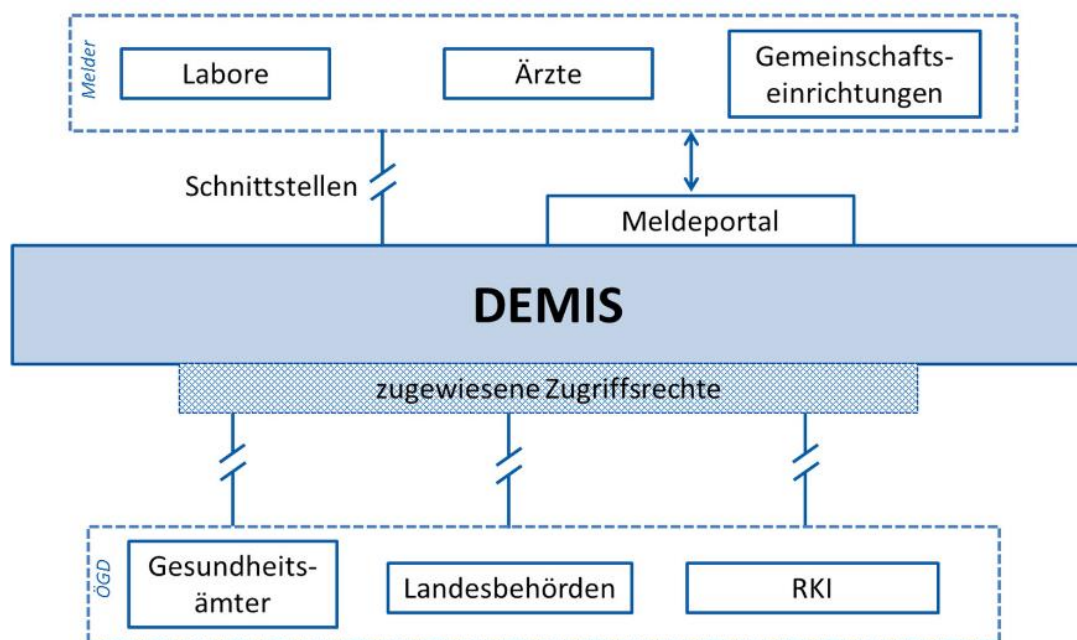 Melder
Labore
Ärzte
Gemeinschafts-
einrichtungen
Schnittstellen
Meldeportal
DEMIS
zugewiesene Zugriffsrechte
ÖGD
Gesundheits-
ämter
Landesbehörden
RKI